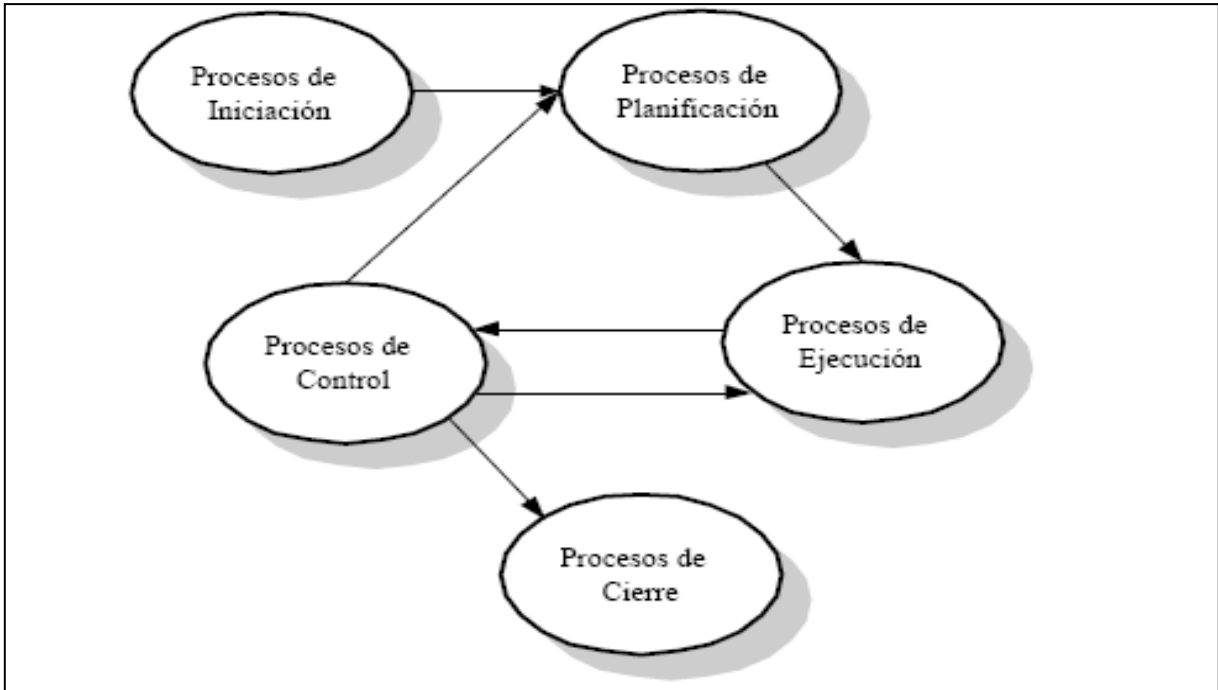 Procesos de
Iniciación
Procesos de
Planificación
Procesos de
Control
Procesos de
Ejecución
Procesos de
Cierre